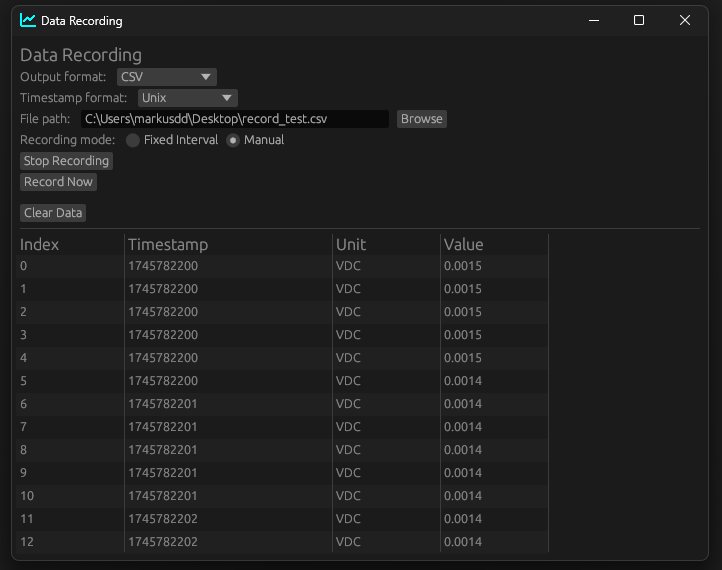 Data Recording
Data Recording
Output format: CSV
Timestamp format: Unix
File path: C:\Users\markusdd\Desktop\record_test.csv Browse
Recording mode: Fixed Interval Manual
Stop Recording
Record Now
Clear Data
Index Timestamp Unit Value
0 1745782200 VDC 0.0015
1 1745782200 VDC 0.0015
2 1745782200 VDC 0.0015
3 1745782200 VDC 0.0015
4 1745782200 VDC 0.0015
5 1745782200 VDC 0.0014
6 1745782201 VDC 0.0014
7 1745782201 VDC 0.0014
8 1745782201 VDC 0.0014
9 1745782201 VDC 0.0014
10 1745782201 VDC 0.0014
11 1745782202 VDC 0.0014
12 1745782202 VDC 0.0014